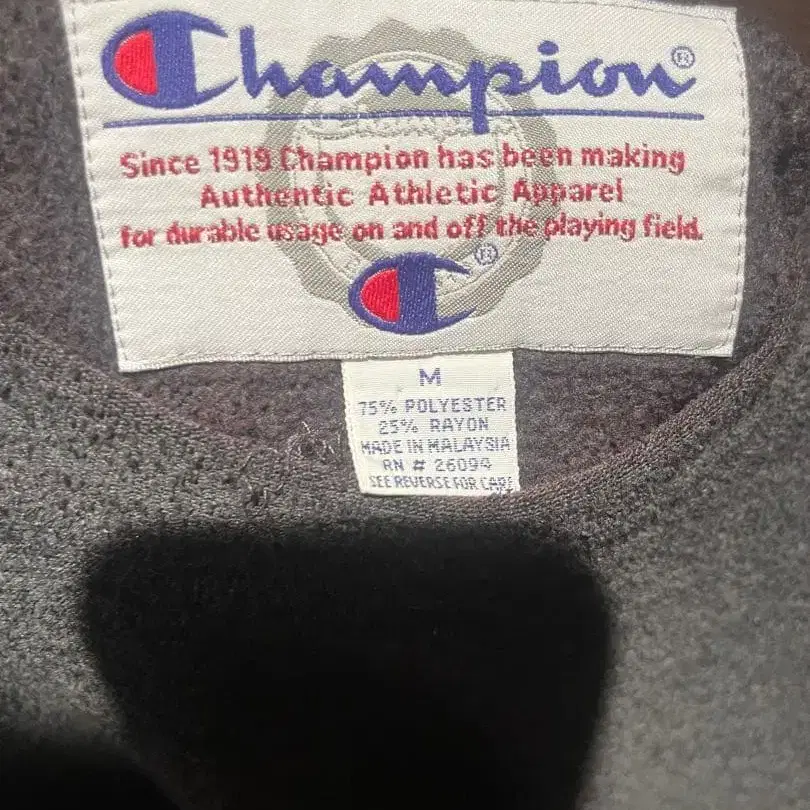 Champion®
Since 1919 Champion has been making
Authentic Athletic Apparel
for durable usage on and off the playing field.
®
M
75% POLYESTER
25% RAYON
MADE IN MALAYSIA
RN # 26094
SEE REVERSE FOR CARE